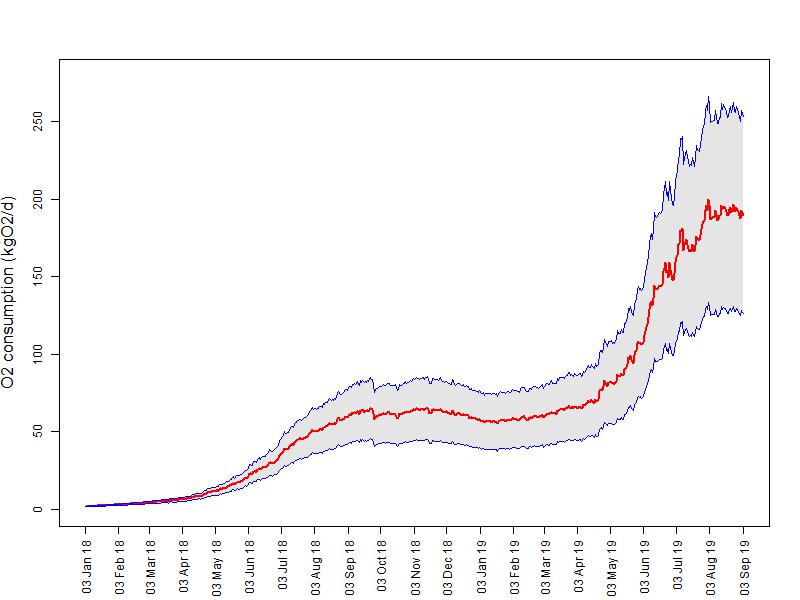 O2 consumption (kgO2/d)
250
200
150
100
50
0
03 Jan 18
03 Feb 18
03 Mar 18
03 Apr 18
03 May 18
03 Jun 18
03 Jul 18
03 Aug 18
03 Sep 18
03 Oct 18
03 Nov 18
03 Dec 18
03 Jan 19
03 Feb 19
03 Mar 19
03 Apr 19
03 May 19
03 Jun 19
03 Jul 19
03 Aug 19
03 Sep 19